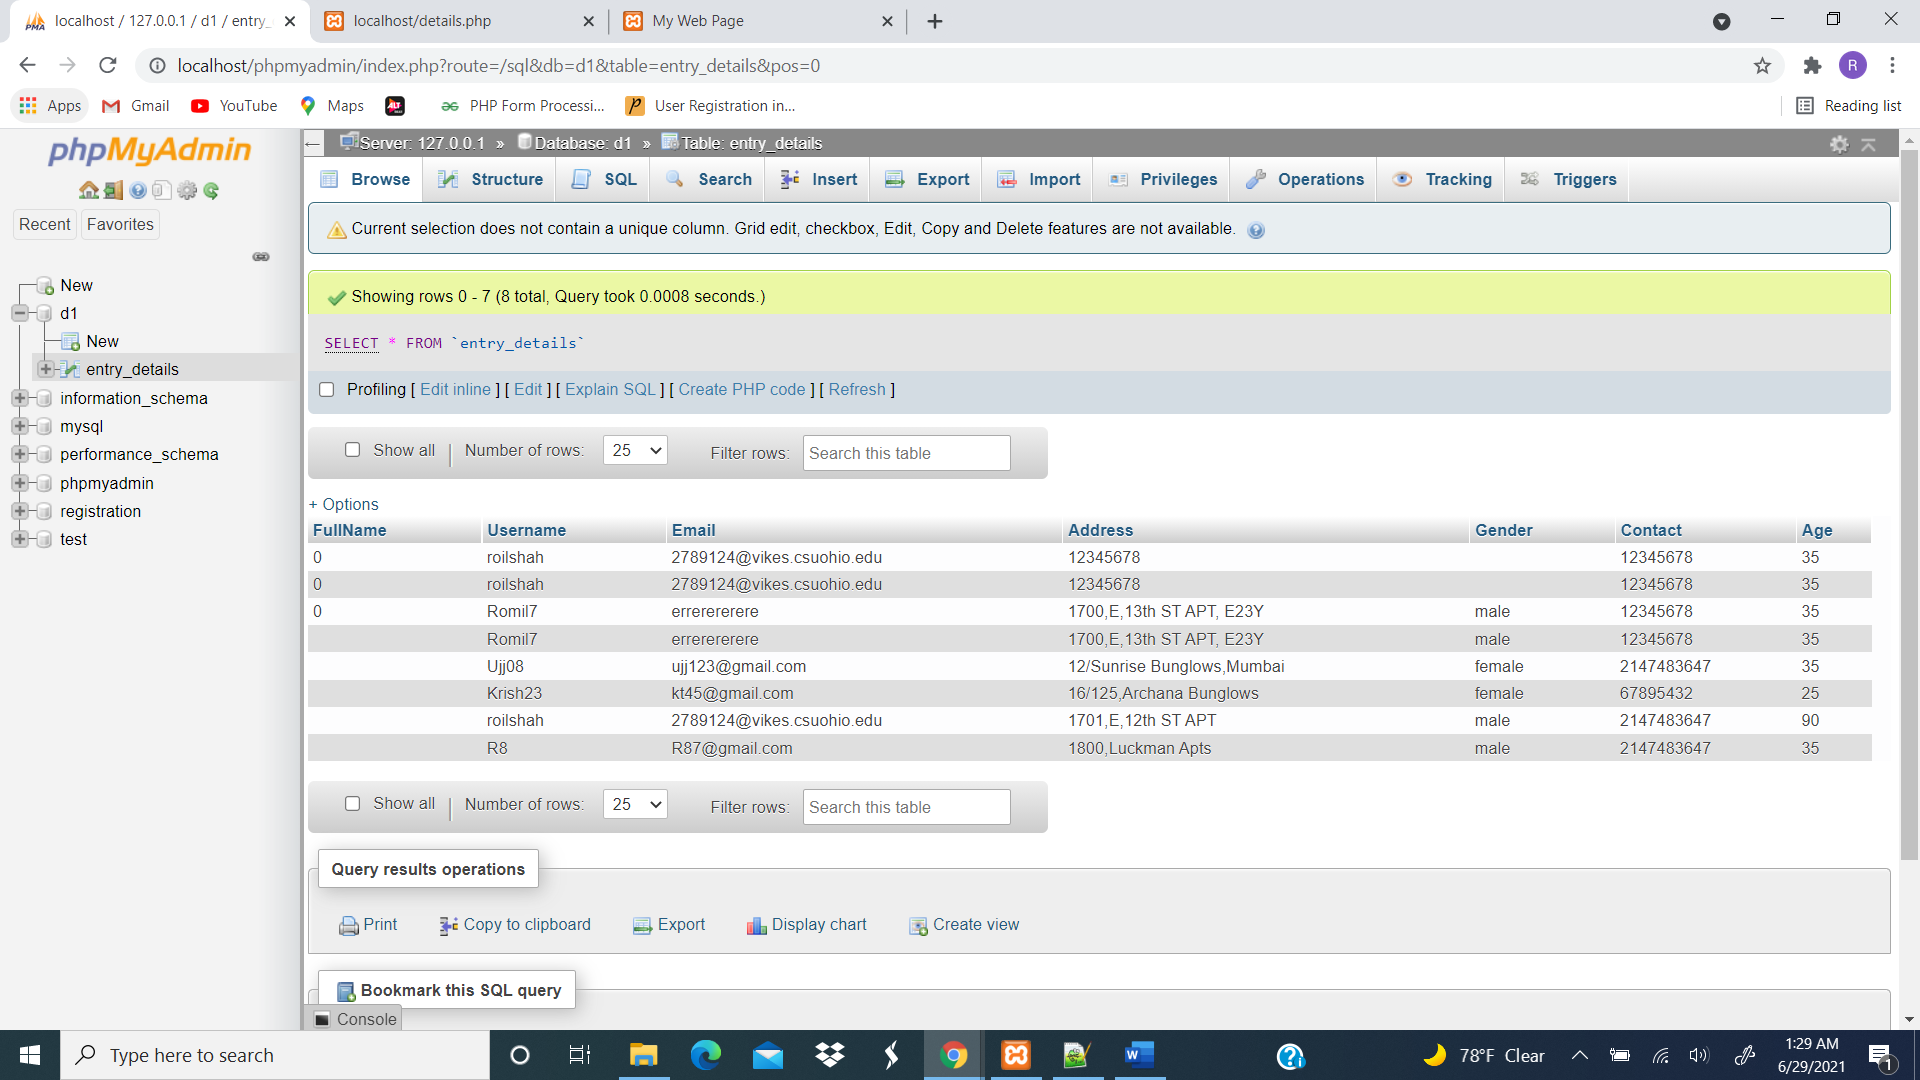 localhost / 127.0.0.1 / d1 / entry_
localhost/details.php
My Web Page
localhost/phpmyadmin/index.php?route=/sql&db=d1&table=entry_details&pos=0
R
Apps
Gmail
YouTube
Maps
PHP Form Processi...
User Registration in...
Reading list
phpMyAdmin
Recent
Favorites
New
d1
New
entry_details
information_schema
mysql
performance_schema
phpmyadmin
registration
test
Server: 127.0.0.1 » Database: d1 » Table: entry_details
Browse Structure SQL Search Insert Export Import Privileges Operations Tracking Triggers
Current selection does not contain a unique column. Grid edit, checkbox, Edit, Copy and Delete features are not available.
Showing rows 0 - 7 (8 total, Query took 0.0008 seconds.)
SELECT * FROM `entry_details`
Profiling [ Edit inline ] [ Edit ] [ Explain SQL ] [ Create PHP code ] [ Refresh ]
Show all | Number of rows: 25 Filter rows: Search this table
+ Options
FullName Username Email Address Gender Contact Age
0 roilshah 2789124@vikes.csuohio.edu 12345678 12345678 35
0 roilshah 2789124@vikes.csuohio.edu 12345678 12345678 35
0 Romil7 errerererere 1700,E,13th ST APT, E23Y male 12345678 35
Romil7 errerererere 1700,E,13th ST APT, E23Y male 12345678 35
Ujj08 ujj123@gmail.com 12/Sunrise Bunglows,Mumbai female 2147483647 35
Krish23 kt45@gmail.com 16/125,Archana Bunglows female 67895432 25
roilshah 2789124@vikes.csuohio.edu 1701,E,12th ST APT male 2147483647 90
R8 R87@gmail.com 1800,Luckman Apts male 2147483647 35
Show all | Number of rows: 25 Filter rows: Search this table
Query results operations
Print Copy to clipboard Export Display chart Create view
Bookmark this SQL query
Console
Type here to search
78°F Clear
1:29 AM
6/29/2021
1